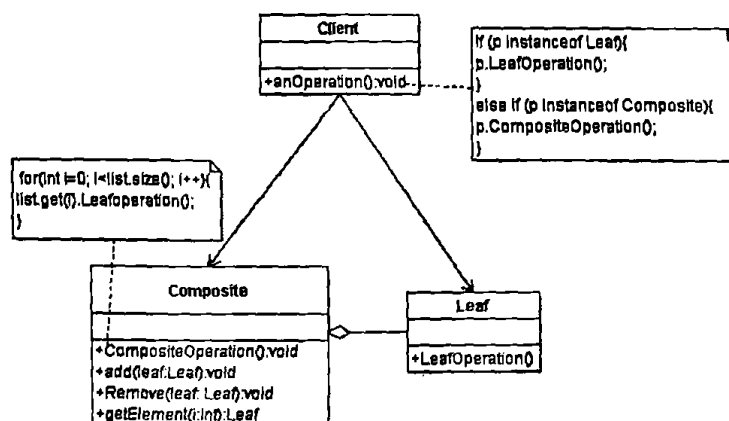 Client
+anOperation():void
if (p instanceof Leaf){
p.LeafOperation();
}
else if (p instanceof Composite){
p.CompositeOperation();
}
for(int i=0; i<list.size(); i++){
list.get(i).Leafoperation();
}
Composite
+CompositeOperation():void
+add(leaf:Leaf):void
+Remove(leaf: Leaf):void
+getElement(i:int):Leaf
Leaf
+LeafOperation()